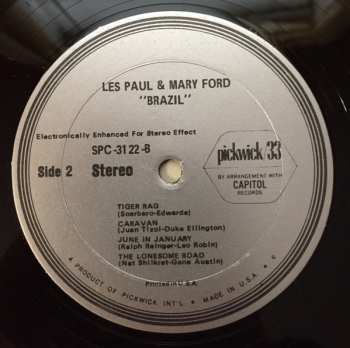 LES PAUL & MARY FORD
"BRAZIL"
Electronically Enhanced For Stereo Effect
SPC-3122-B
Side 2 Stereo
pickwick/33
BY ARRANGEMENT WITH
CAPITOL
RECORDS
TIGER RAG
(Scarbaro-Edwards)
CARAVAN
(Juan Tizol-Duke Ellington)
JUNE IN JANUARY
(Ralph Rainger-Leo Robin)
THE LONESOME ROAD
(Nat Shilkret-Gene Austin)
Printed in U.S.A.
A PRODUCT OF PICKWICK INT'L. • MADE IN U.S.A.